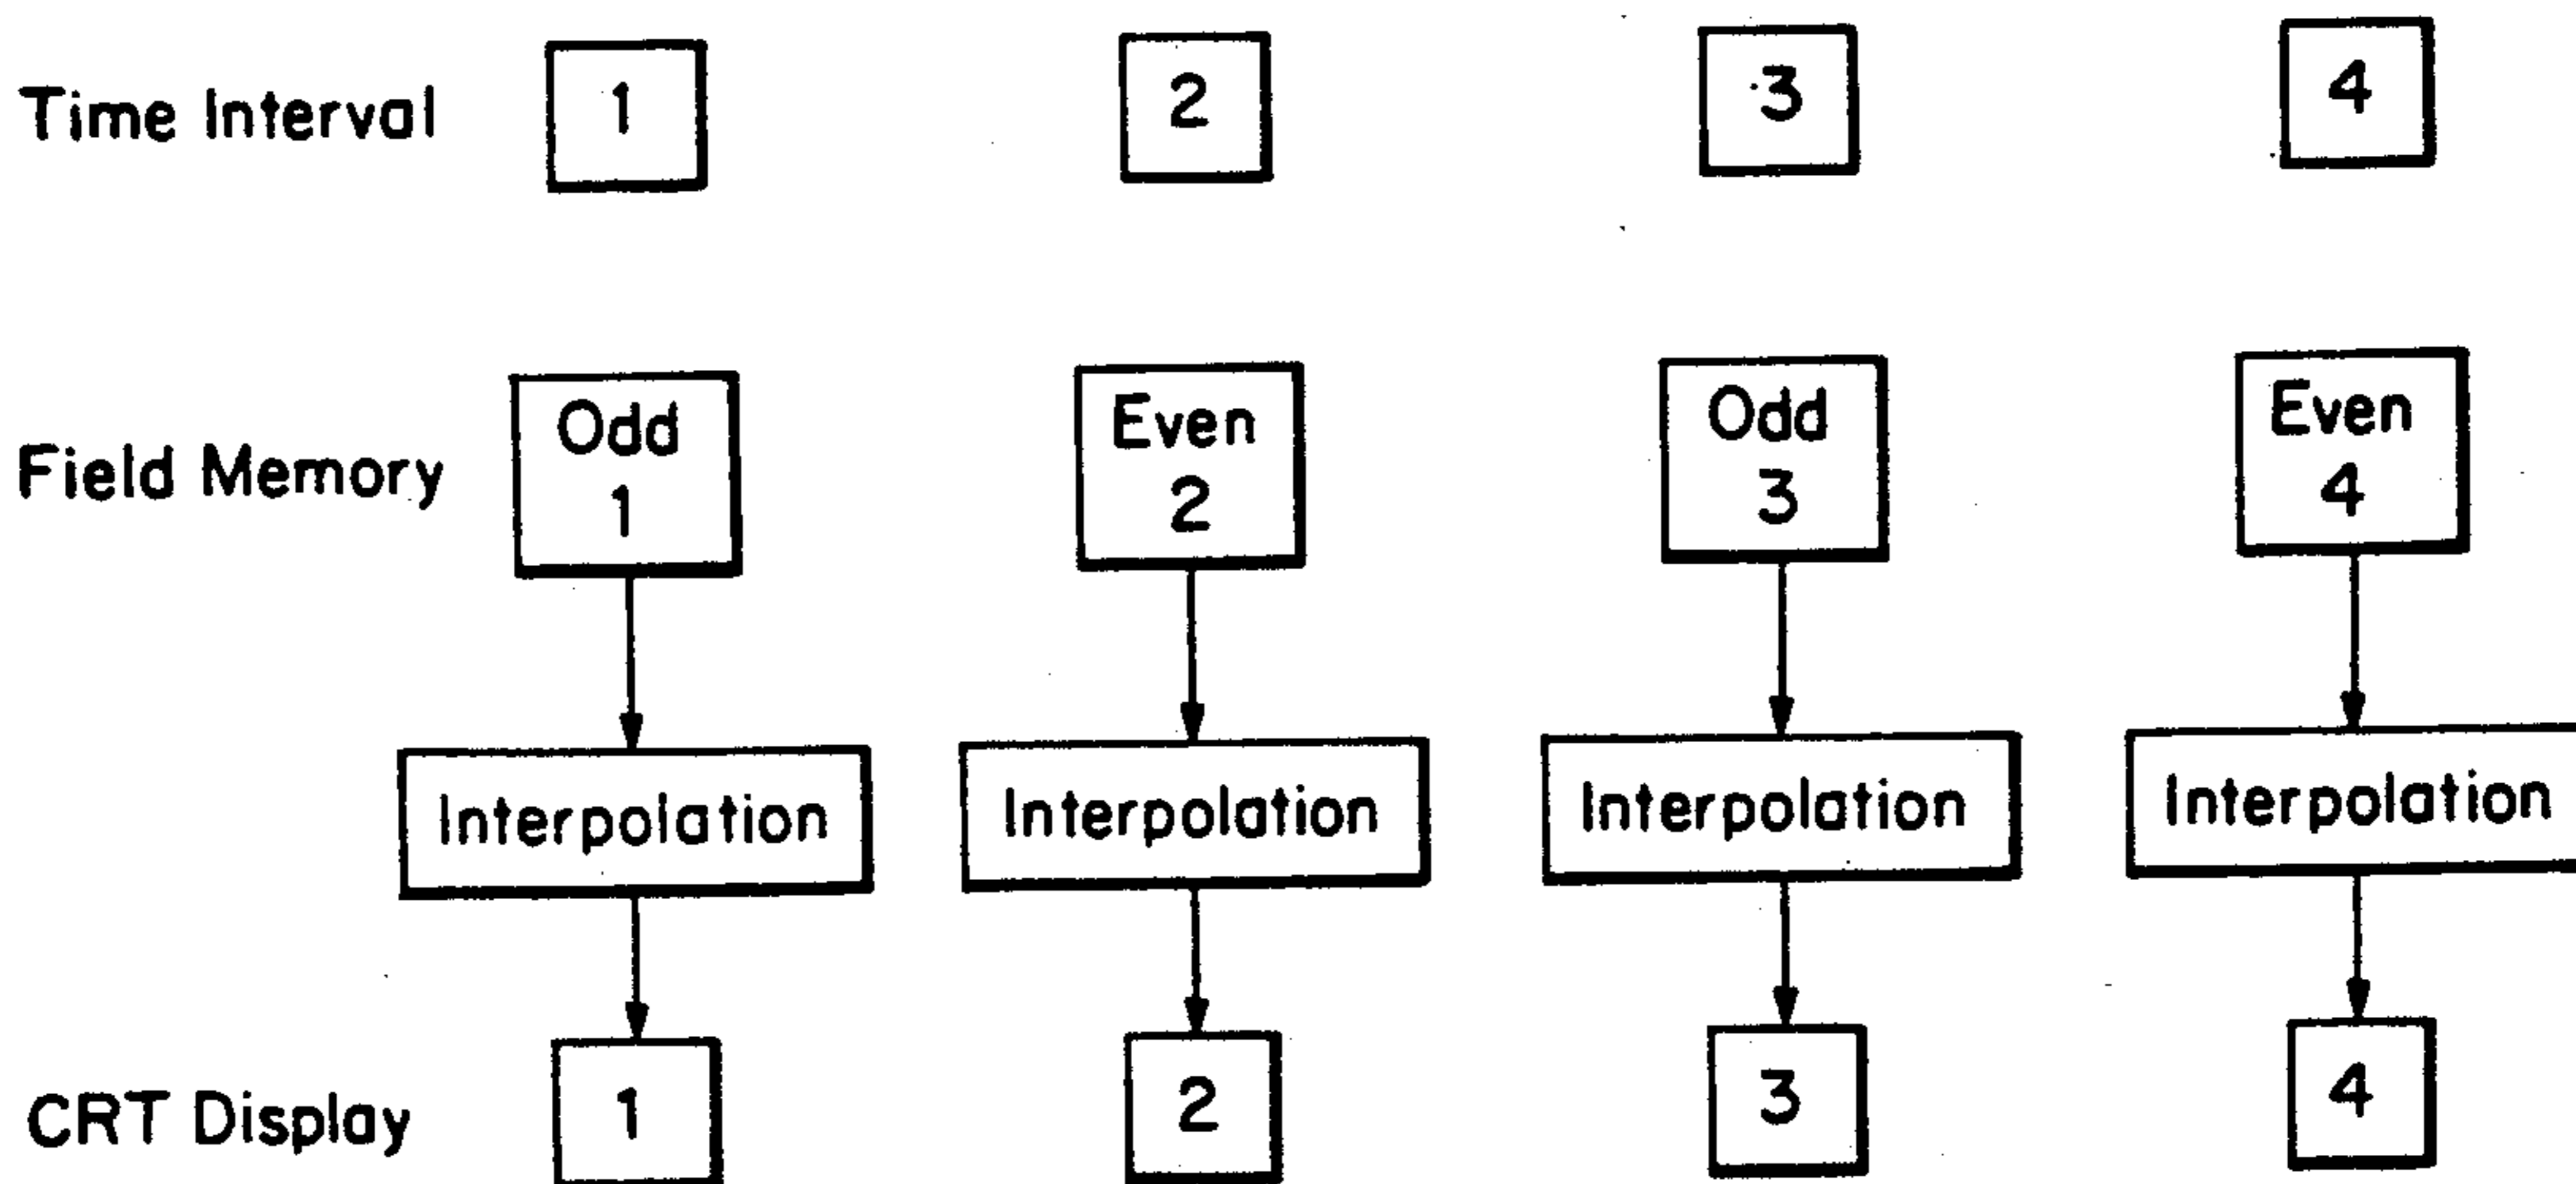 Time Interval 1 2 3 4
Odd Even Odd Even
Field Memory 1 2 3 4
Interpolation Interpolation Interpolation Interpolation
CRT Display 1 2 3 4